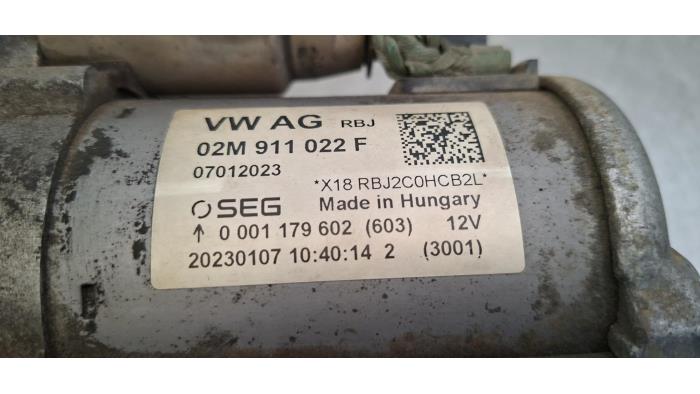 VW AG RBJ
02M 911 022 F
07012023
*X18 RBJ2C0HCB2L*
SEG Made in Hungary
↑ 0 001 179 602 (603) 12V
20230107 10:40:14 2 (3001)